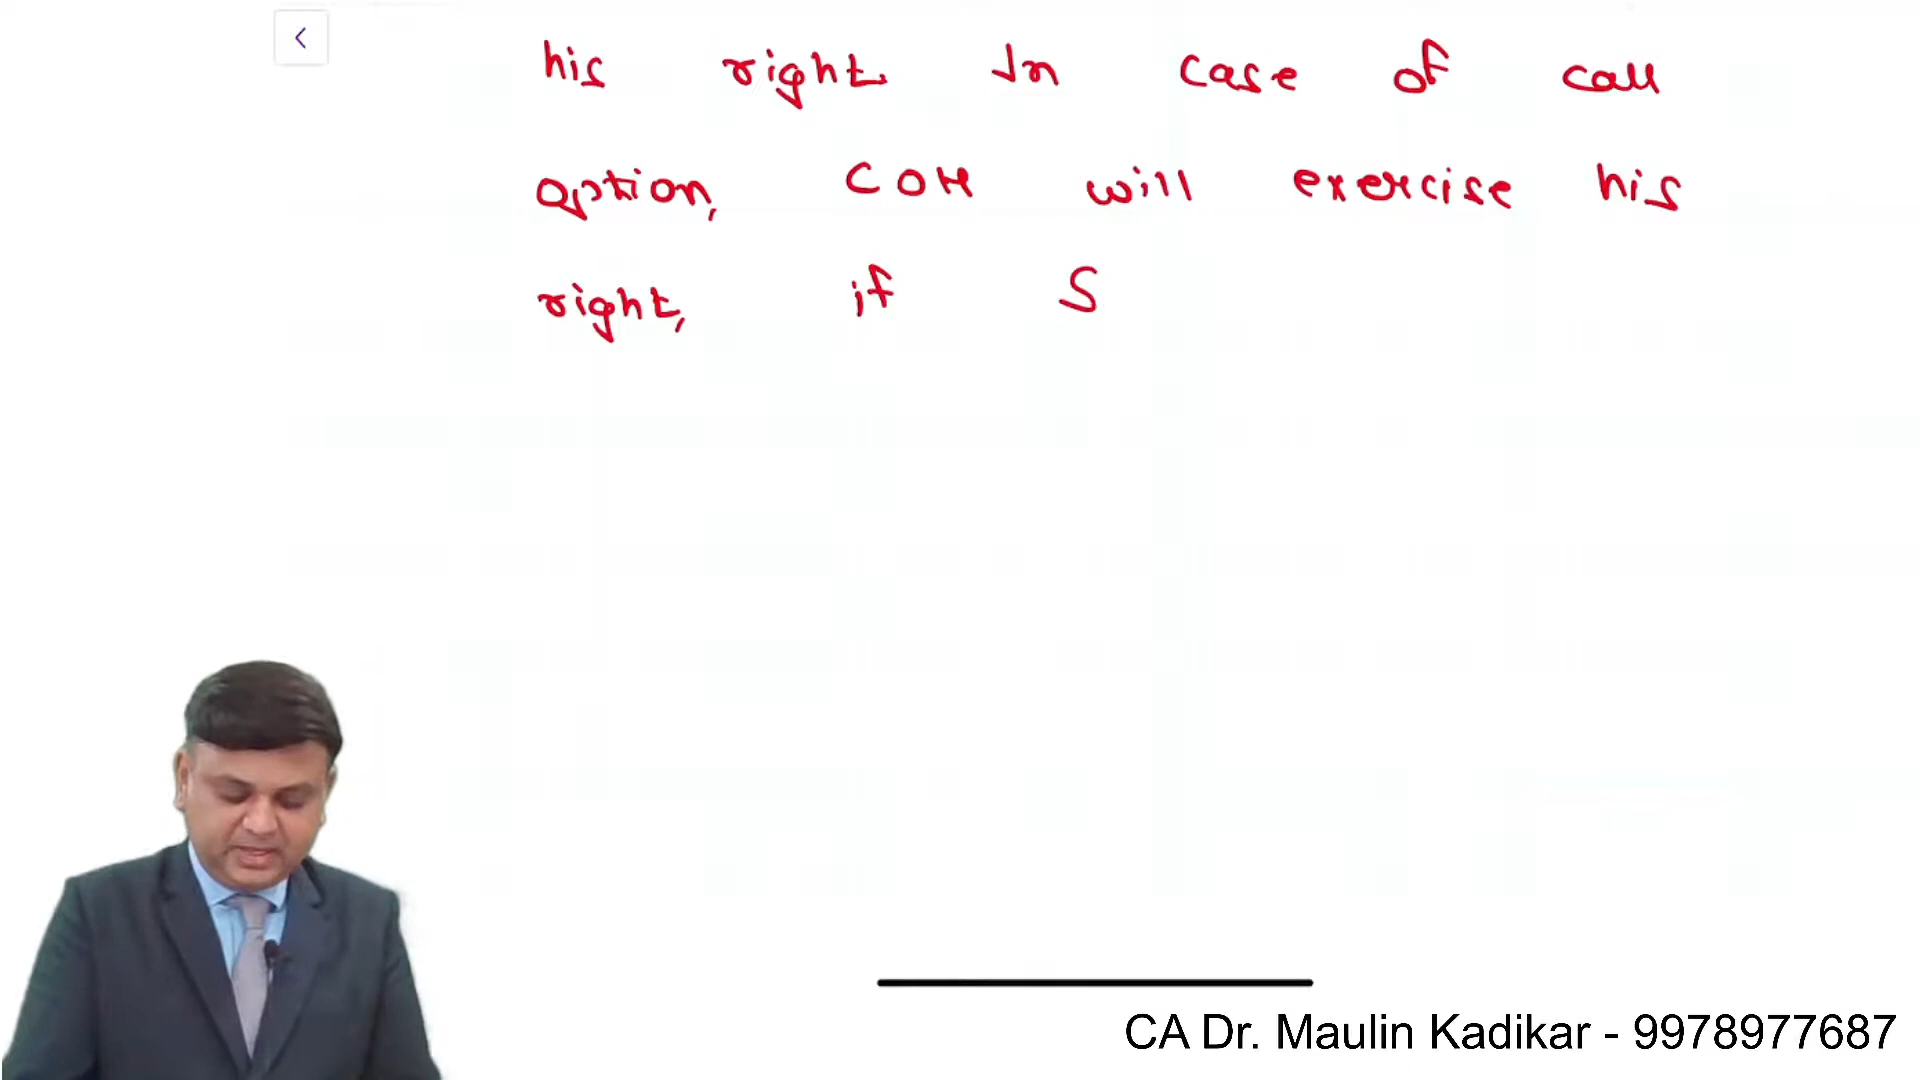 his right. In case of call
option, COH will exercise his
right, if S
CA Dr. Maulin Kadikar - 9978977687